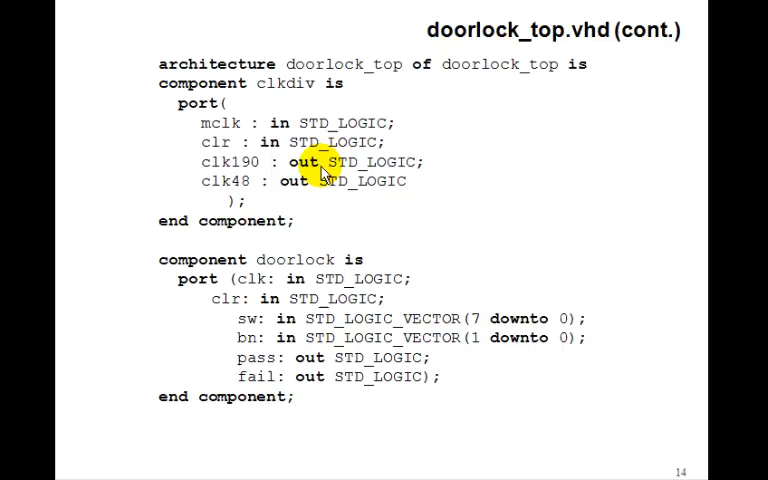 doorlock_top.vhd (cont.)
architecture doorlock_top of doorlock_top is
component clkdiv is
port(
mclk : in STD_LOGIC;
clr : in STD_LOGIC;
clk190 : out STD_LOGIC;
clk48 : out STD_LOGIC
);
end component;
component doorlock is
port (clk: in STD_LOGIC;
clr: in STD_LOGIC;
sw: in STD_LOGIC_VECTOR(7 downto 0);
bn: in STD_LOGIC_VECTOR(1 downto 0);
pass: out STD_LOGIC;
fail: out STD_LOGIC);
end component;
14